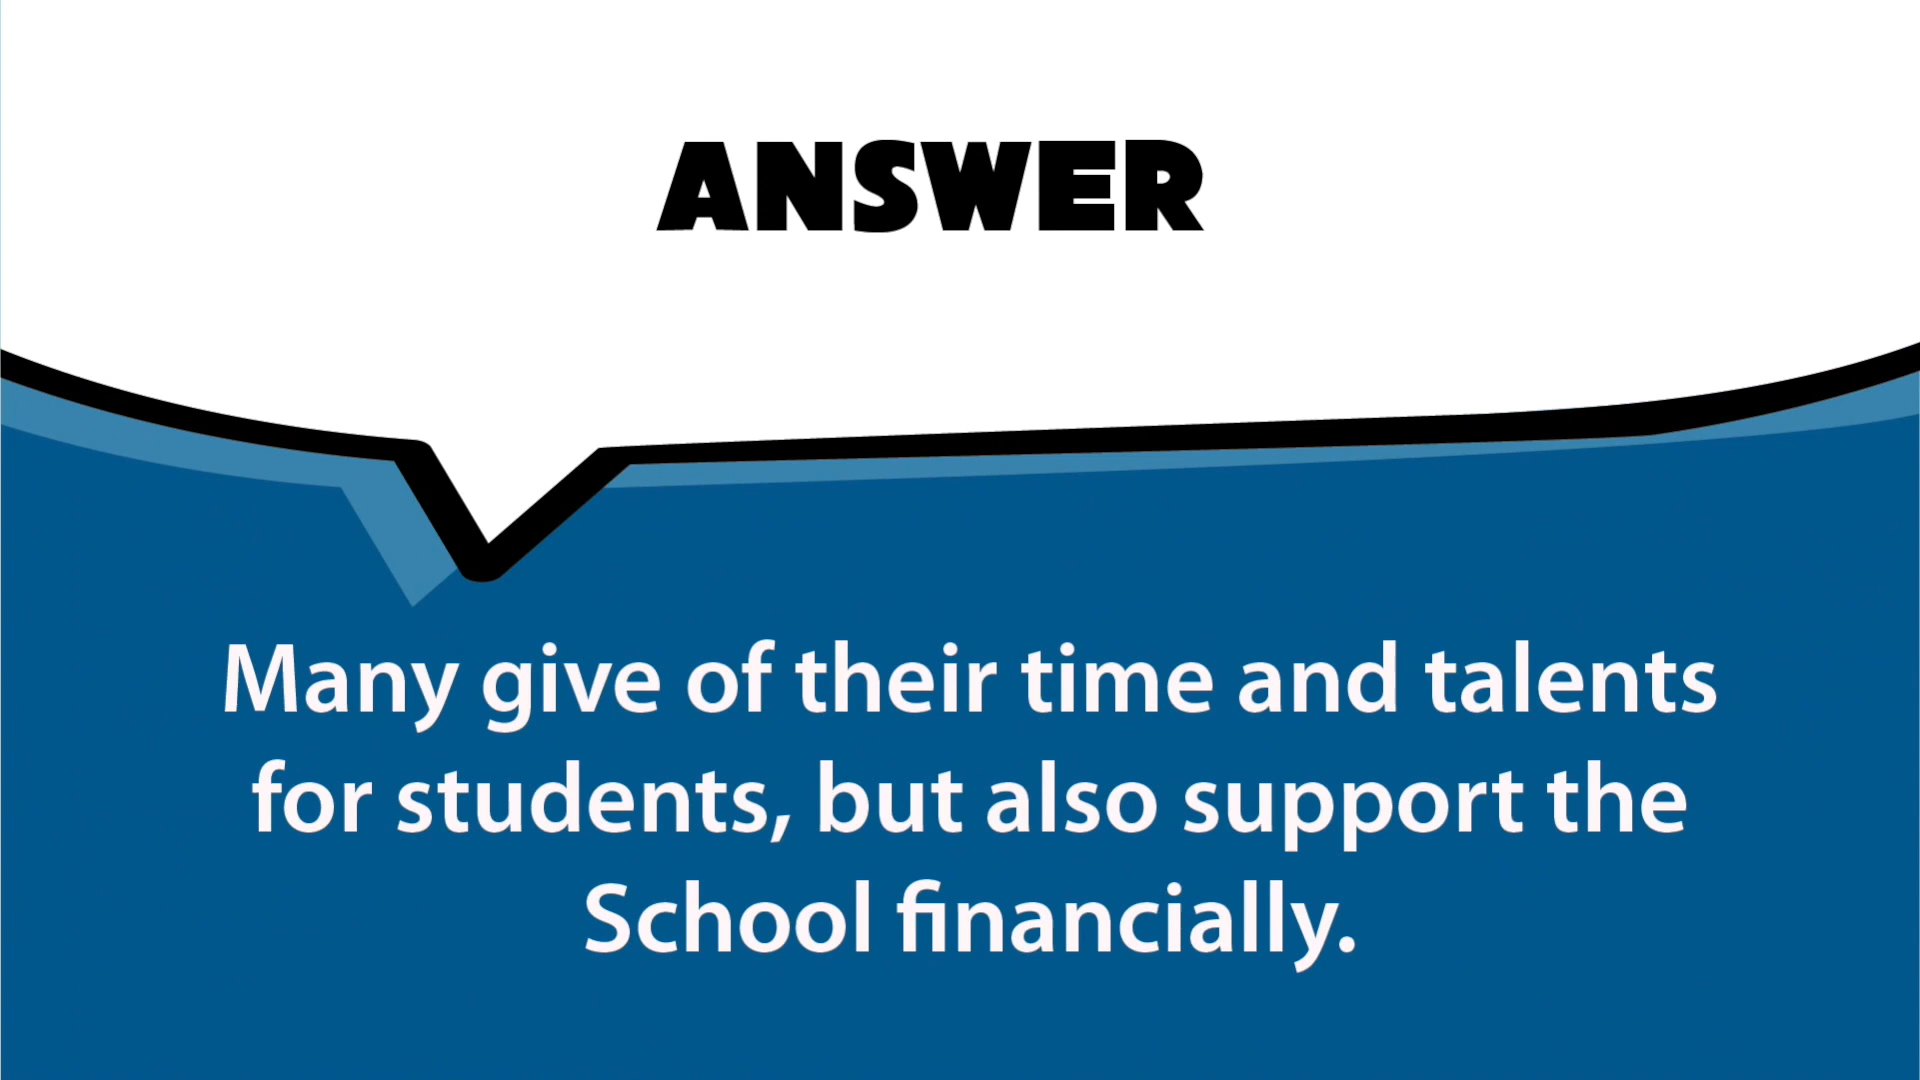 ANSWER
Many give of their time and talents
for students, but also support the
School financially.